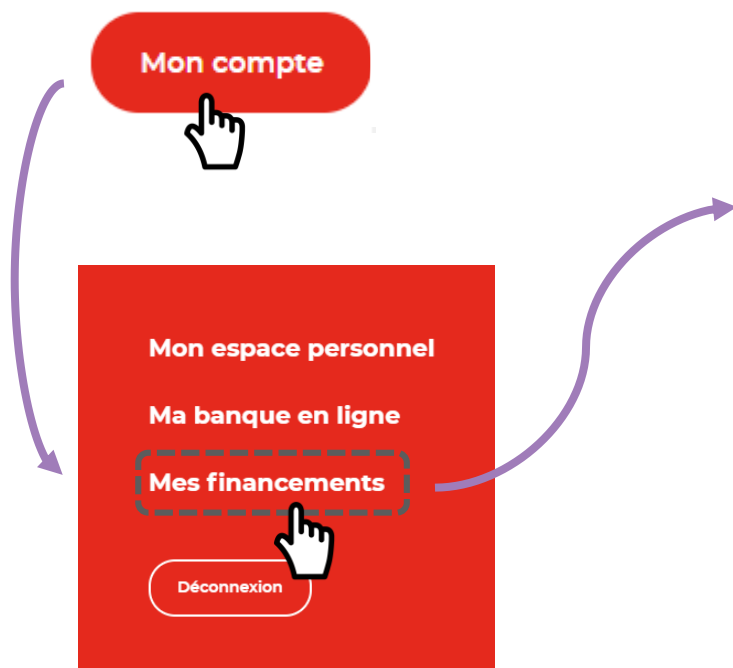 Mon compte
Mon espace personnel
Ma banque en ligne
Mes financements
Déconnexion